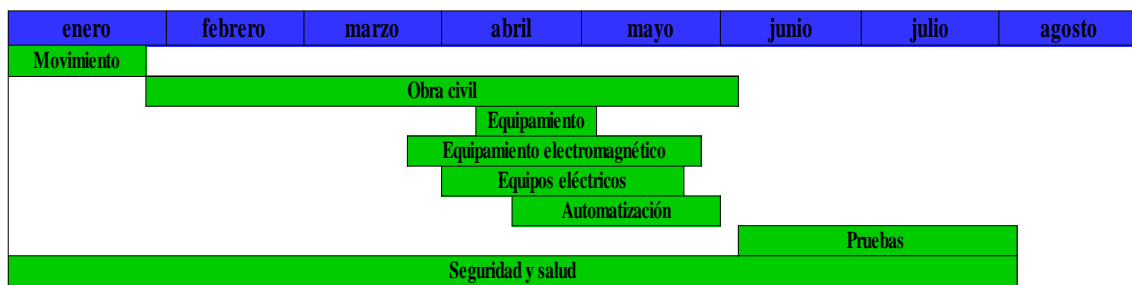 enero febrero marzo abril mayo junio julio agosto
Movimiento
Obra civil
Equipamiento
Equipamiento electromagnético
Equipos eléctricos
Automatización
Pruebas
Seguridad y salud